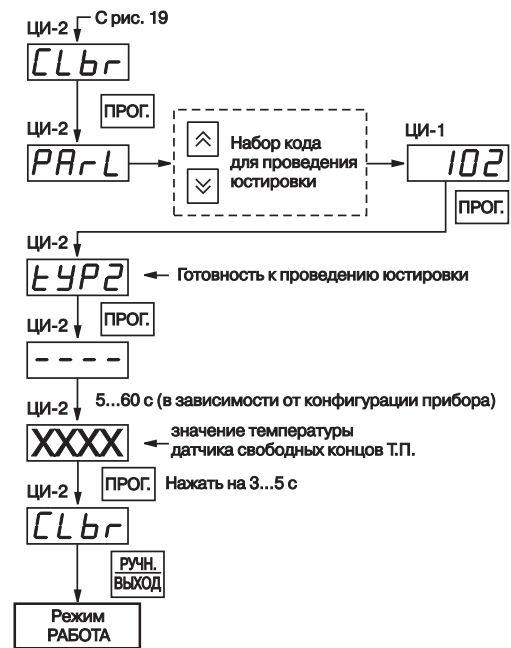 С рис. 19
ЦИ-2
CLbr
ПРОГ.
ЦИ-2
PArL
Набор кода
для проведения
юстировки
ЦИ-1
102
ПРОГ.
ЦИ-2
tYP2
Готовность к проведению юстировки
ЦИ-2
ПРОГ.
- - - -
5...60 с (в зависимости от конфигурации прибора)
ЦИ-2
XXXX
значение температуры
датчика свободных концов Т.П.
ПРОГ.
Нажать на 3...5 с
ЦИ-2
CLbr
РУЧН.
ВЫХОД
Режим
РАБОТА